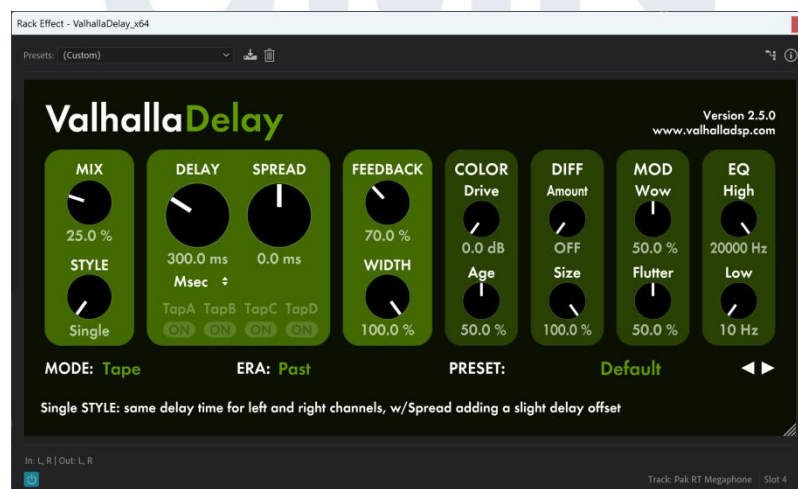 Rack Effect - ValhallaDelay_x64
Presets: (Custom)
ValhallaDelay
Version 2.5.0
www.valhalladsp.com
MIX
25.0 %
STYLE
Single
DELAY SPREAD
300.0 ms 0.0 ms
Msec
TapA TapB TapC TapD
ON ON ON ON
FEEDBACK
70.0 %
WIDTH
100.0 %
COLOR
Drive
0.0 dB
Age
50.0 %
DIFF
Amount
OFF
Size
100.0 %
MOD
Wow
50.0 %
Flutter
50.0 %
EQ
High
20000 Hz
Low
10 Hz
MODE: Tape ERA: Past PRESET: Default
Single STYLE: same delay time for left and right channels, w/Spread adding a slight delay offset
In: L, R | Out: L, R
Track: Pak RT Megaphone Slot 4